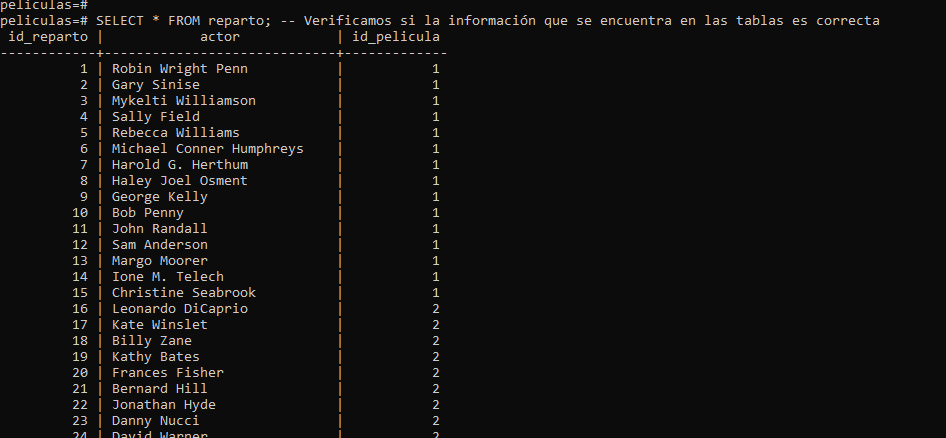 peliculas=#
peliculas=# SELECT * FROM reparto; -- Verificamos si la información que se encuentra en las tablas es correcta
 id_reparto |            actor            | id_pelicula
------------+-----------------------------+-------------
          1 | Robin Wright Penn           |           1
          2 | Gary Sinise                 |           1
          3 | Mykelti Williamson          |           1
          4 | Sally Field                 |           1
          5 | Rebecca Williams            |           1
          6 | Michael Conner Humphreys    |           1
          7 | Harold G. Herthum           |           1
          8 | Haley Joel Osment           |           1
          9 | George Kelly                |           1
         10 | Bob Penny                   |           1
         11 | John Randall                |           1
         12 | Sam Anderson                |           1
         13 | Margo Moorer                |           1
         14 | Ione M. Telech              |           1
         15 | Christine Seabrook          |           1
         16 | Leonardo DiCaprio           |           2
         17 | Kate Winslet                |           2
         18 | Billy Zane                  |           2
         19 | Kathy Bates                 |           2
         20 | Frances Fisher              |           2
         21 | Bernard Hill                |           2
         22 | Jonathan Hyde               |           2
         23 | Danny Nucci                 |           2
         24 | David Warner                |           2